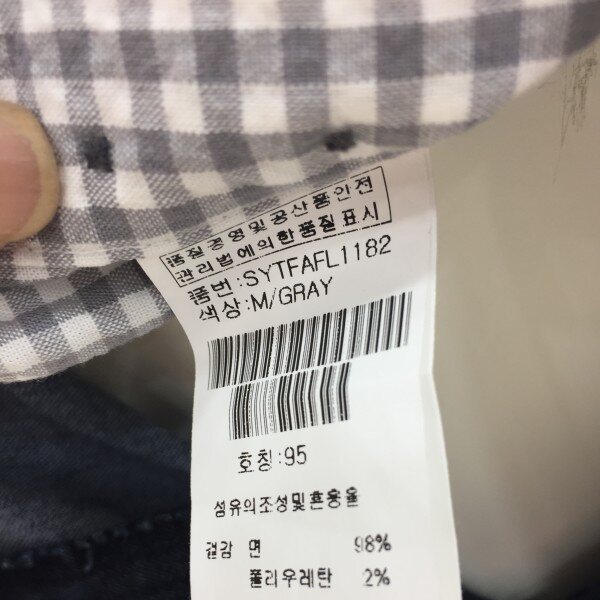 품질경영및공산품안전
관리법에의한품질표시
품번:SYTFAFL1182
색상:M/GRAY
호칭:95
섬유의조성및혼용율
겉감 면 98%
폴리우레탄 2%